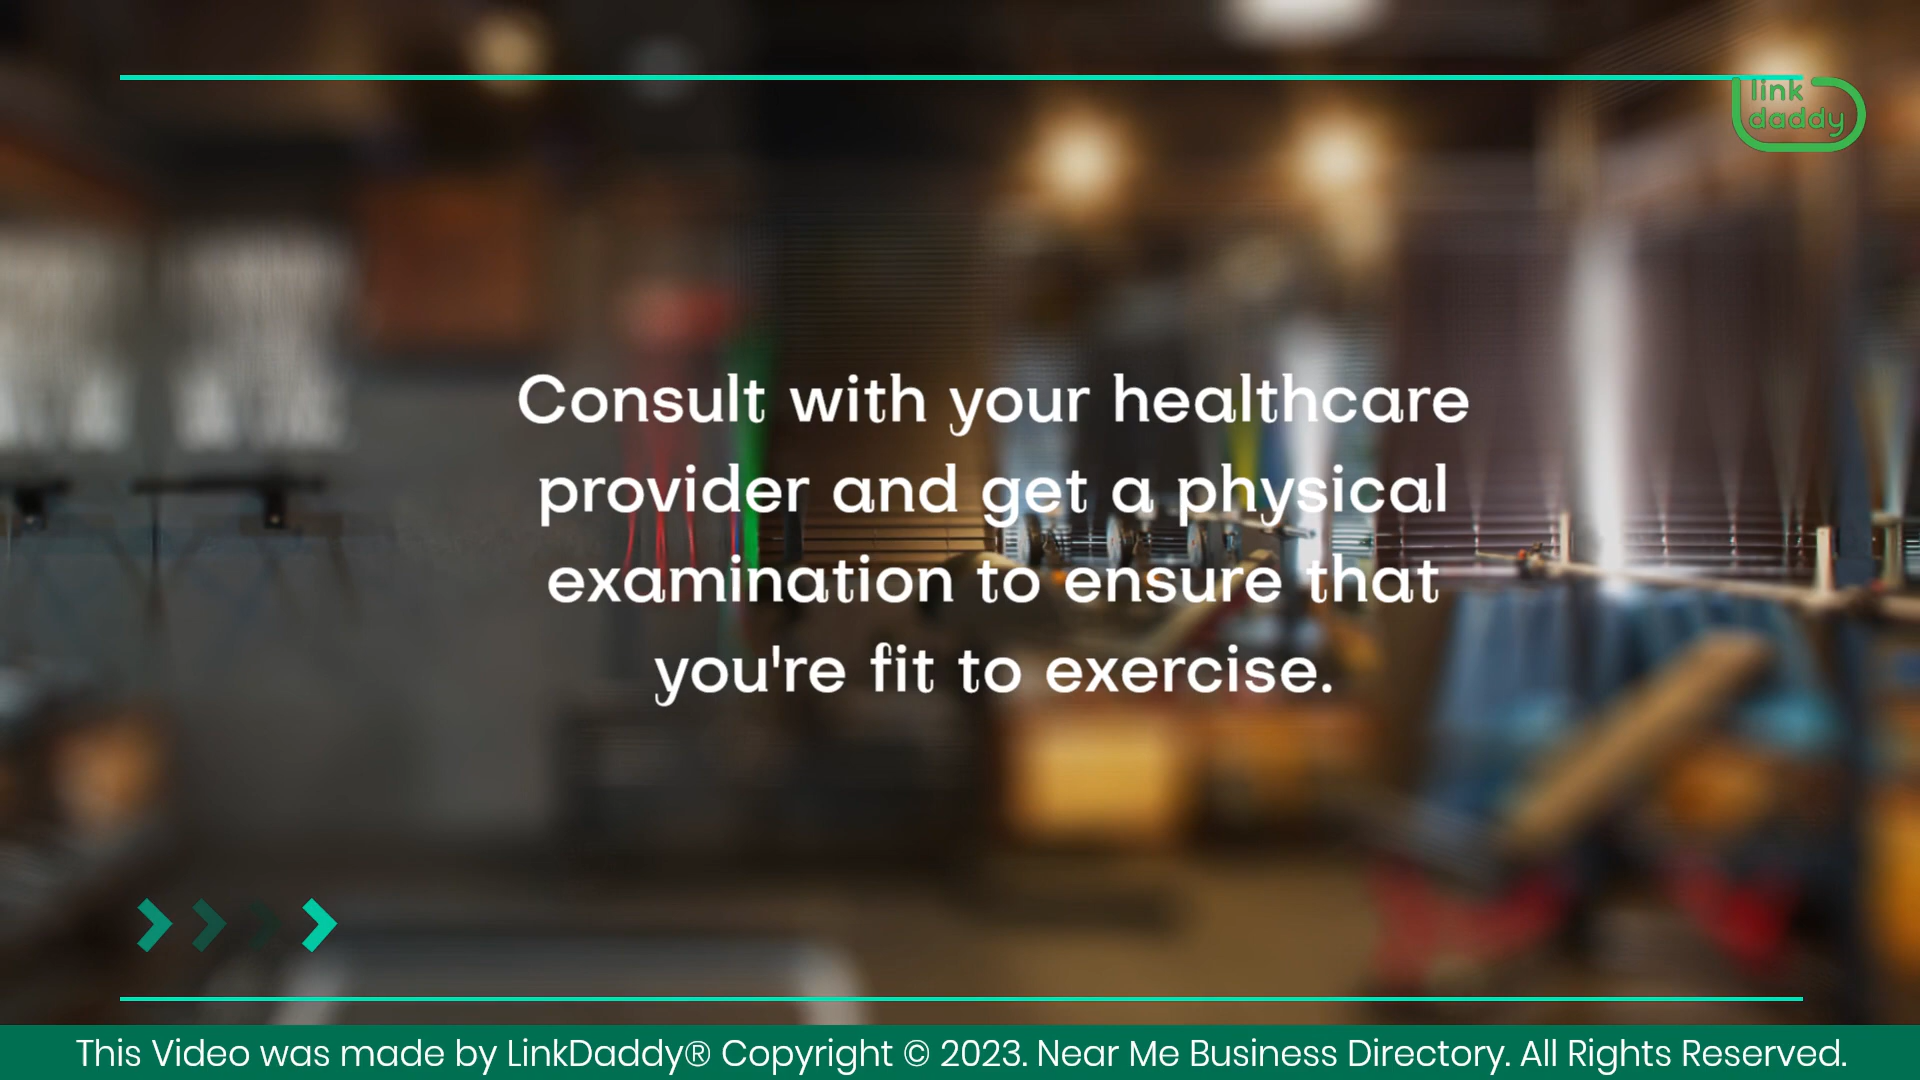 link
daddy
Consult with your healthcare
provider and get a physical
examination to ensure that
you're fit to exercise.
This Video was made by LinkDaddy® Copyright © 2023. Near Me Business Directory. All Rights Reserved.